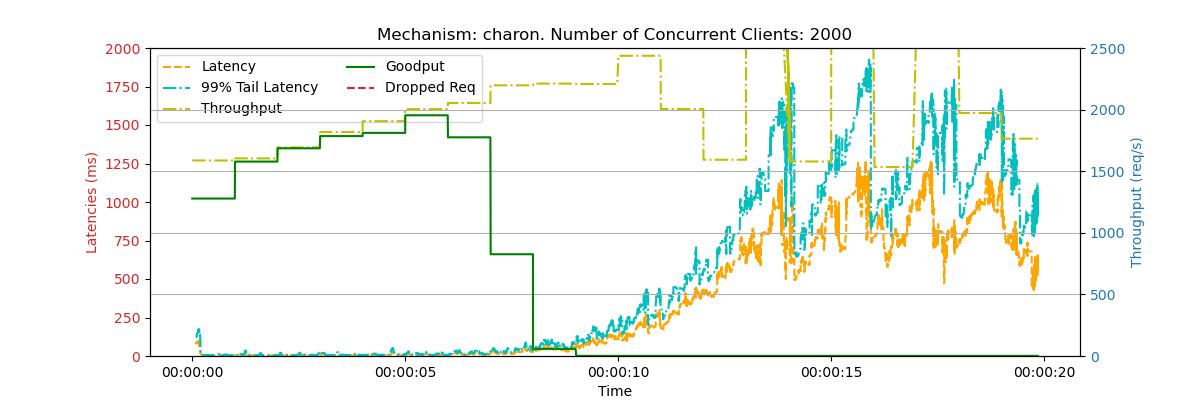 Mechanism: charon. Number of Concurrent Clients: 2000
Latency
99% Tail Latency
Throughput
Goodput
Dropped Req
Latencies (ms)
2000
1750
1500
1250
1000
750
500
250
0
Throughput (req/s)
2500
2000
1500
1000
500
0
00:00:00 00:00:05 00:00:10 00:00:15 00:00:20
Time